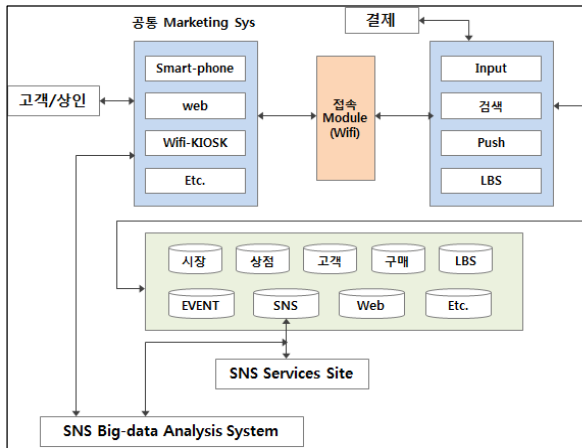 공통 Marketing Sys
결제
Smart-phone
web
Wifi-KIOSK
Etc.
고객/상인
접속
Module
(Wifi)
Input
검색
Push
LBS
시장
상점
고객
구매
LBS
EVENT
SNS
Web
Etc.
SNS Services Site
SNS Big-data Analysis System